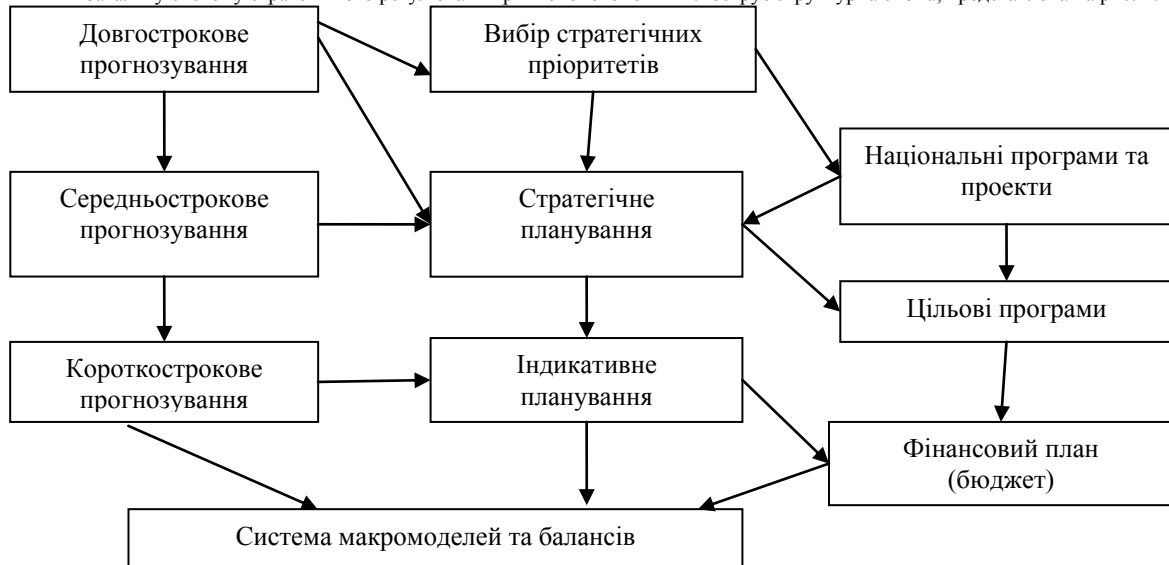 Довгострокове
прогнозування
Вибір стратегічних
пріоритетів
Національні програми та
проекти
Середньострокове
прогнозування
Стратегічне
планування
Цільові програми
Короткострокове
прогнозування
Індикативне
планування
Фінансовий план
(бюджет)
Система макромоделей та балансів